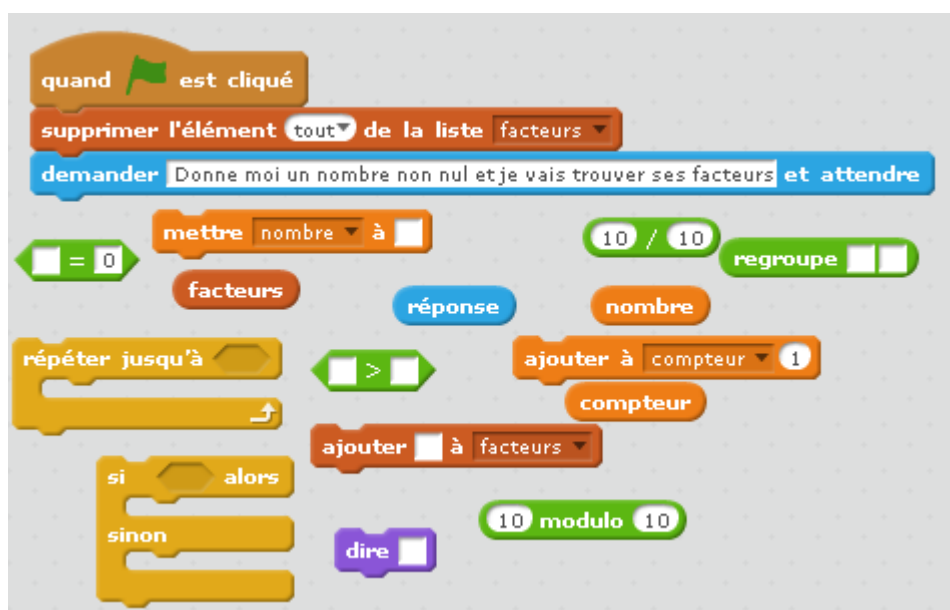 quand est cliqué
supprimer l'élément tout de la liste facteurs
demander Donne moi un nombre non nul et je vais trouver ses facteurs et attendre
mettre nombre à
10 / 10
= 0
regroupe
facteurs
réponse
nombre
répéter jusqu'à
>
ajouter à compteur 1
compteur
ajouter à facteurs
si alors
10 modulo 10
sinon
dire